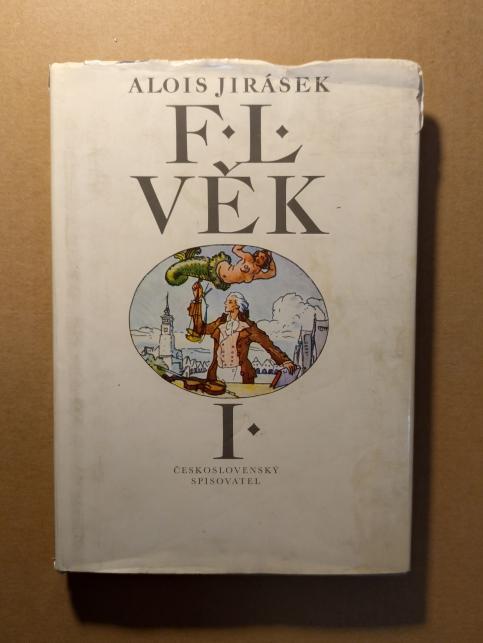 ALOIS JIRÁSEK
F·L·
VĚK
I·
ČESKOSLOVENSKÝ
SPISOVATEL